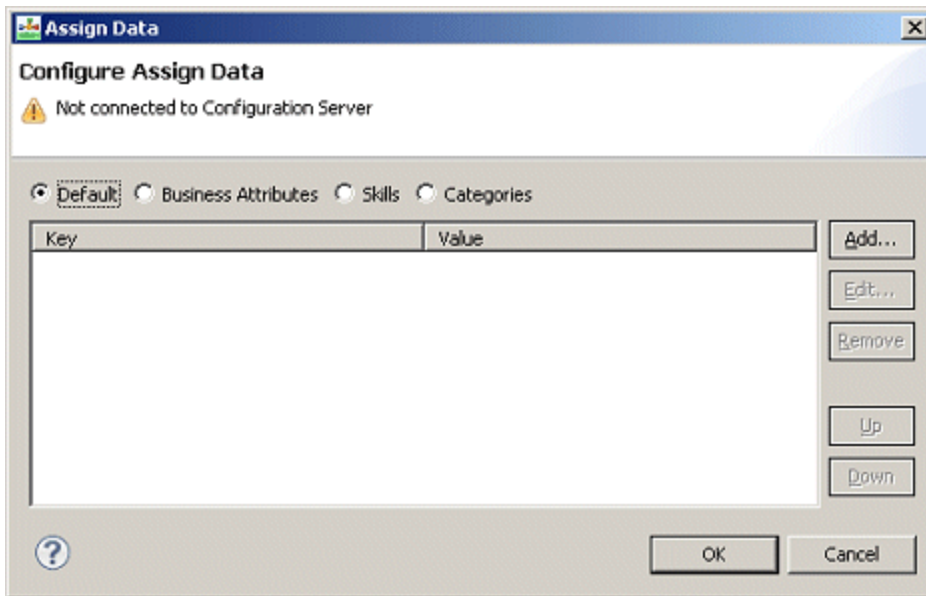 Assign Data
Configure Assign Data
Not connected to Configuration Server
Default Business Attributes Skills Categories
Key Value
Add...
Edit...
Remove
Up
Down
?
OK Cancel